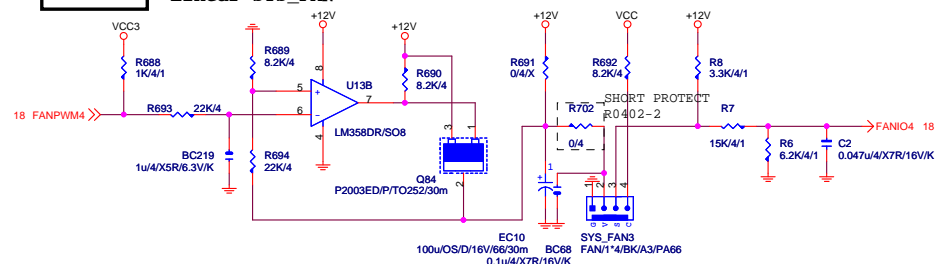 +12V
+12V
+12V
VCC
+12V
VCC3
R688
1K/4/1
R689
8.2K/4
R690
8.2K/4
R691
0/4/X
R692
8.2K/4
R8
3.3K/4/1
U13B
8
5
+
6
-
7
4
LM358DR/SO8
18 FANPWM4
R693 22K/4
BC219
1u/4/X5R/6.3V/K
R694
22K/4
3
1
Q84
P2003ED/P/TO252/30m
2
SHORT PROTECT
R0402-2
R702
0/4
R7
15K/4/1
R6
6.2K/4/1
C2
0.047u/4/X7R/16V/K
FANIO4 18
1
EC10
100u/OS/D/16V/66/30m
BC68
0.1u/4/X7R/16V/K
1
2
3
4
G
V
S
C
SYS_FAN3
FAN/1*4/BK/A3/PA66